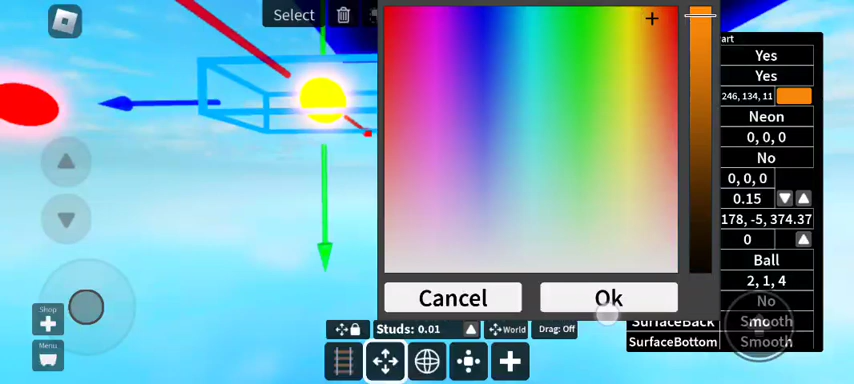 Select
art
Yes
Yes
246, 134, 11
Neon
0, 0, 0
No
0, 0, 0
0.15
178, -5, 374.37
0
Ball
2, 1, 4
No
Cancel
Ok
SurfaceBack
Smooth
SurfaceBottom
Smooth
Shop
Menu
Studs: 0.01
World
Drag: Off